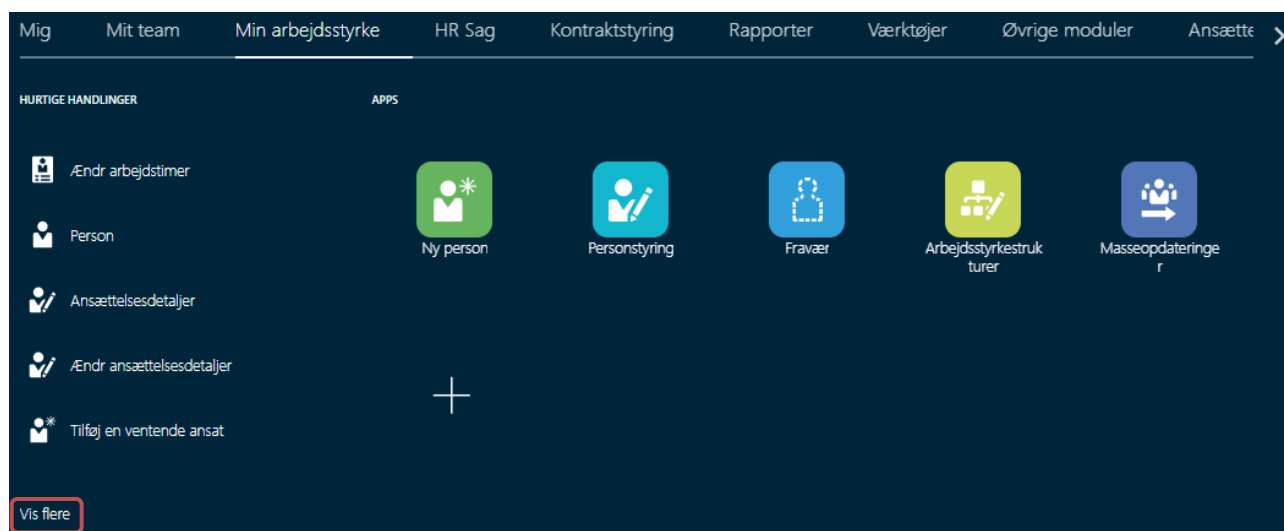 Mig Mit team Min arbejdsstyrke HR Sag Kontraktstyring Rapporter Værktøjer Øvrige moduler Ansætte
HURTIGE HANDLINGER APPS
Ændr arbejdstimer
Person
Ansættelsesdetaljer
Ændr ansættelsesdetaljer
Tilføj en ventende ansat
Ny person
Personstyring
Fravær
Arbejdsstyrkestruk
turer
Masseopdateringe
r
Vis flere